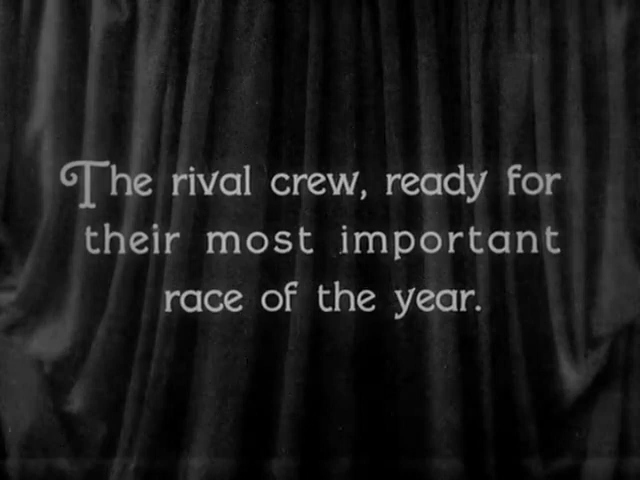 The rival crew, ready for
their most important
race of the year.